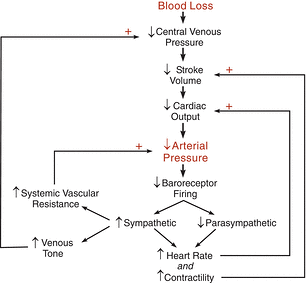 Blood Loss
+
↓Central Venous
Pressure
↓ Stroke
Volume
+
↓Cardiac
Output
+
+
↓Arterial
Pressure
↓Baroreceptor
Firing
↑Systemic Vascular
Resistance
↑Sympathetic
↓Parasympathetic
↑Venous
Tone
↑Heart Rate
and
↑Contractility